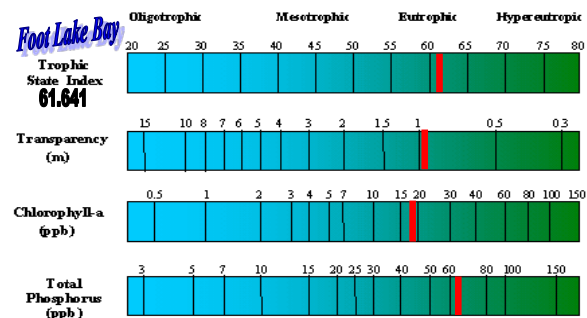 Foot Lake Bay
Oligotrophic Mesotrophic Eutrophic Hypereutropic
20 25 30 35 40 45 50 55 60 65 70 75 80
Trophic
State Index
61.641
15 10 8 7 6 5 4 3 2 1.5 1 0.5 0.3
Transparency
(m)
0.5 1 2 3 4 5 7 10 15 20 30 40 60 80 100 150
Chlorophyll-a
(ppb)
3 5 7 10 15 20 25 30 40 50 60 80 100 150
Total
Phosphorus
(ppb)